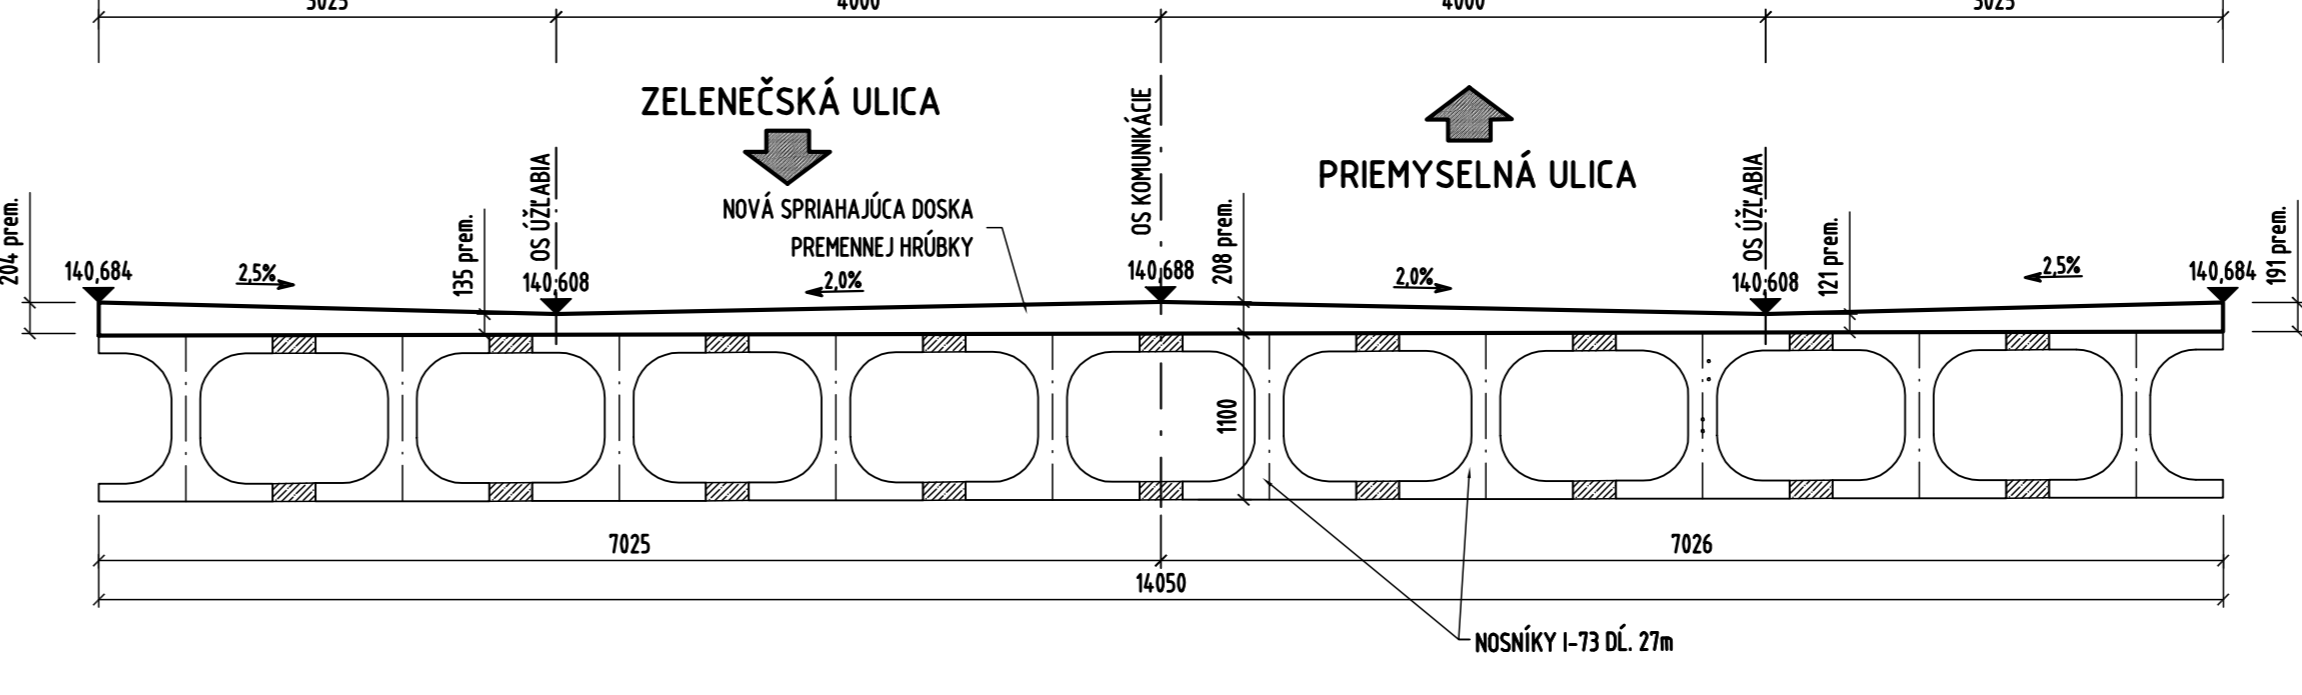 3025
4000
4000
3025
ZELENEČSKÁ ULICA
PRIEMYSELNÁ ULICA
OS KOMUNIKÁCIE
OS ÚŽĽABIA
OS ÚŽĽABIA
NOVÁ SPRIAHAJÚCA DOSKA
PREMENNEJ HRÚBKY
204 prem.
140,684
2,5%
135 prem.
140,608
2,0%
140,688
208 prem.
2,0%
140,608
121 prem.
2,5%
140,684
191 prem.
1100
7025
7026
14050
NOSNÍKY I-73 DĹ. 27m